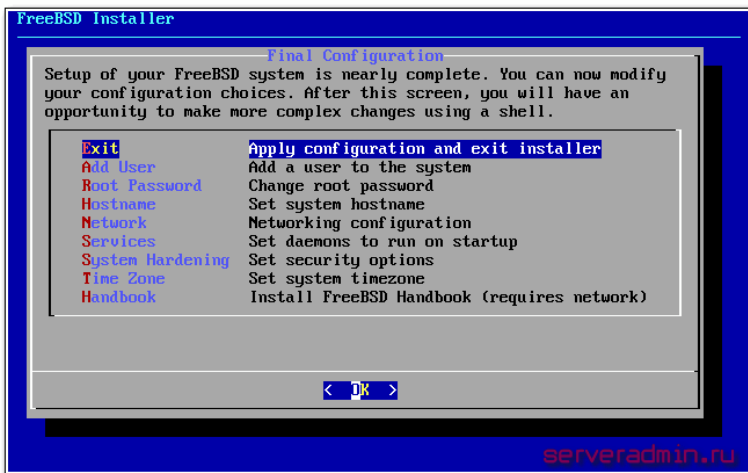 FreeBSD Installer
Final Configuration
Setup of your FreeBSD system is nearly complete. You can now modify
your configuration choices. After this screen, you will have an
opportunity to make more complex changes using a shell.
Exit Apply configuration and exit installer
Add User Add a user to the system
Root Password Change root password
Hostname Set system hostname
Network Networking configuration
Services Set daemons to run on startup
System Hardening Set security options
Time Zone Set system timezone
Handbook Install FreeBSD Handbook (requires network)
< OK >
serveradmin.ru